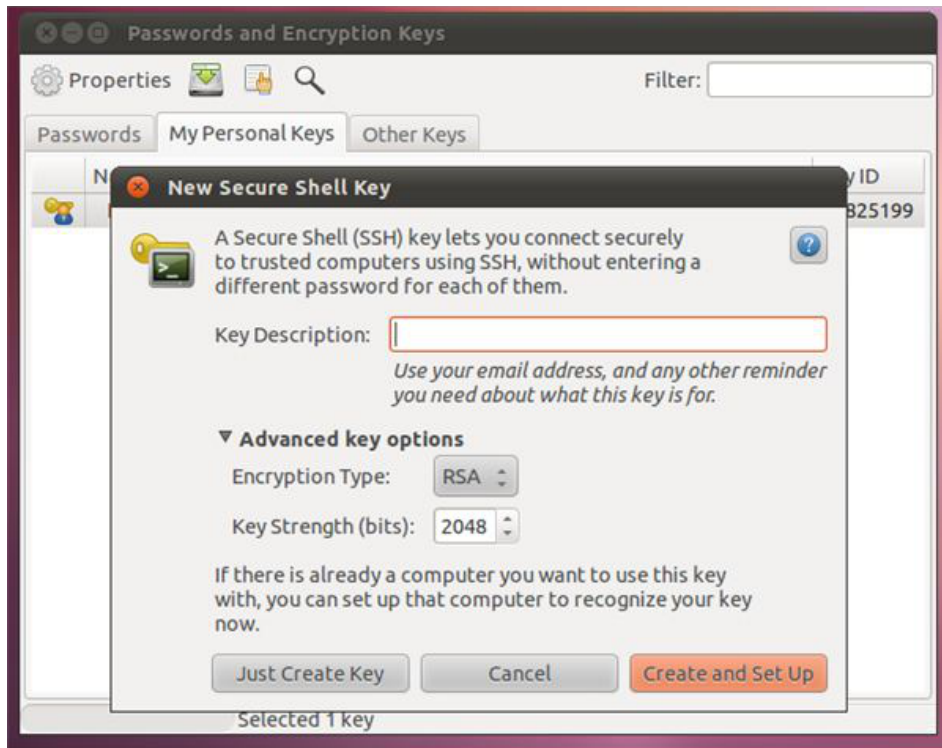 Passwords and Encryption Keys
Properties
Filter:
Passwords My Personal Keys Other Keys
New Secure Shell Key
825199
A Secure Shell (SSH) key lets you connect securely
to trusted computers using SSH, without entering a
different password for each of them.
Key Description:
Use your email address, and any other reminder
you need about what this key is for.
Advanced key options
Encryption Type: RSA
Key Strength (bits): 2048
If there is already a computer you want to use this key
with, you can set up that computer to recognize your key
now.
Just Create Key Cancel Create and Set Up
Selected 1 key